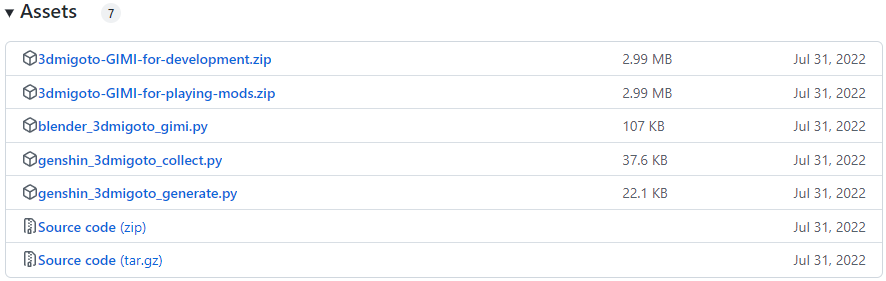 Assets 7
3dmigoto-GIMI-for-development.zip 2.99 MB Jul 31, 2022
3dmigoto-GIMI-for-playing-mods.zip 2.99 MB Jul 31, 2022
blender_3dmigoto_gimi.py 107 KB Jul 31, 2022
genshin_3dmigoto_collect.py 37.6 KB Jul 31, 2022
genshin_3dmigoto_generate.py 22.1 KB Jul 31, 2022
Source code (zip) Jul 31, 2022
Source code (tar.gz) Jul 31, 2022